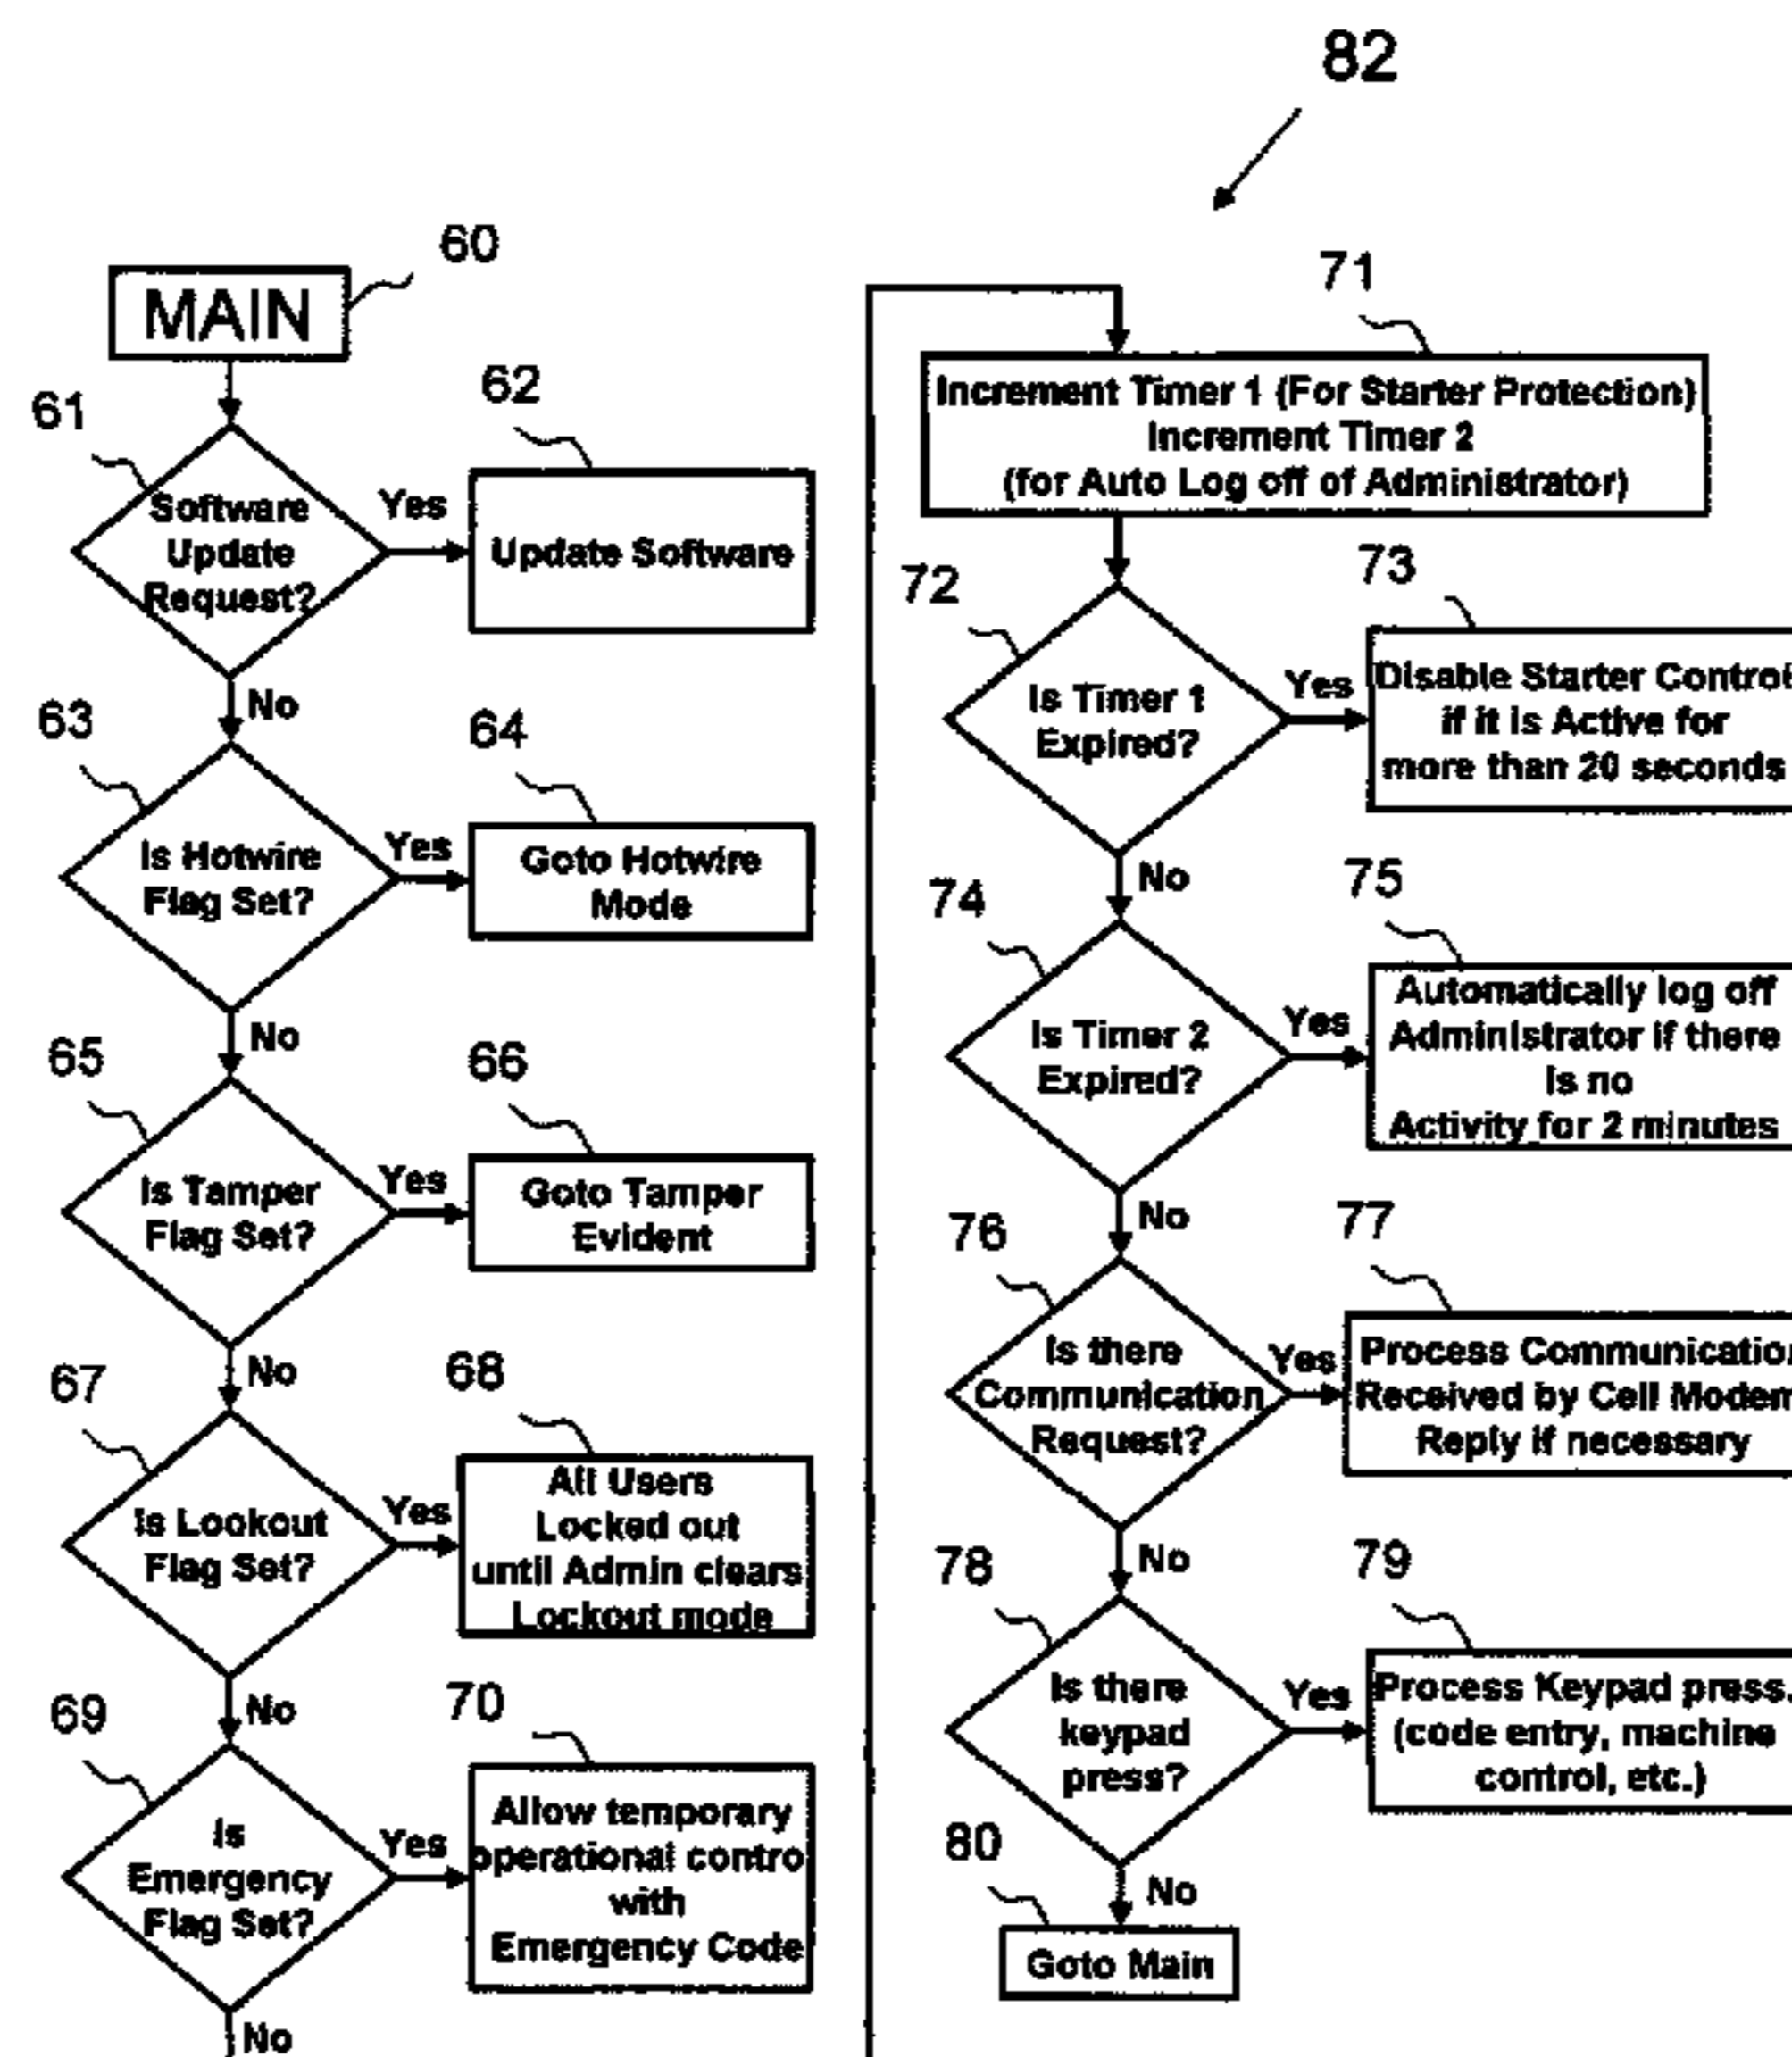 82
60
MAIN
61
Software
Update
Request?
Yes
62
Update Software
No
63
Is Hotwire
Flag Set?
Yes
64
Goto Hotwire
Mode
No
65
Is Tamper
Flag Set?
Yes
66
Goto Tamper
Evident
No
67
Is Lookout
Flag Set?
Yes
68
All Users
Locked out
until Admin clears
Lockout mode
No
69
Is
Emergency
Flag Set?
Yes
70
Allow temporary
operational contro
with
Emergency Code
No
71
Increment Timer 1 (For Starter Protection)
Increment Timer 2
(for Auto Log off of Administrator)
72
Is Timer 1
Expired?
Yes
73
Disable Starter Control
if it is Active for
more than 20 seconds
No
74
Is Timer 2
Expired?
Yes
75
Automatically log off
Administrator if there
is no
Activity for 2 minutes
No
76
Is there
Communication
Request?
Yes
77
Process Communication
Received by Cell Modem
Reply if necessary
No
78
Is there
keypad
press?
Yes
79
Process Keypad press.
(code entry, machine
control, etc.)
No
80
Goto Main